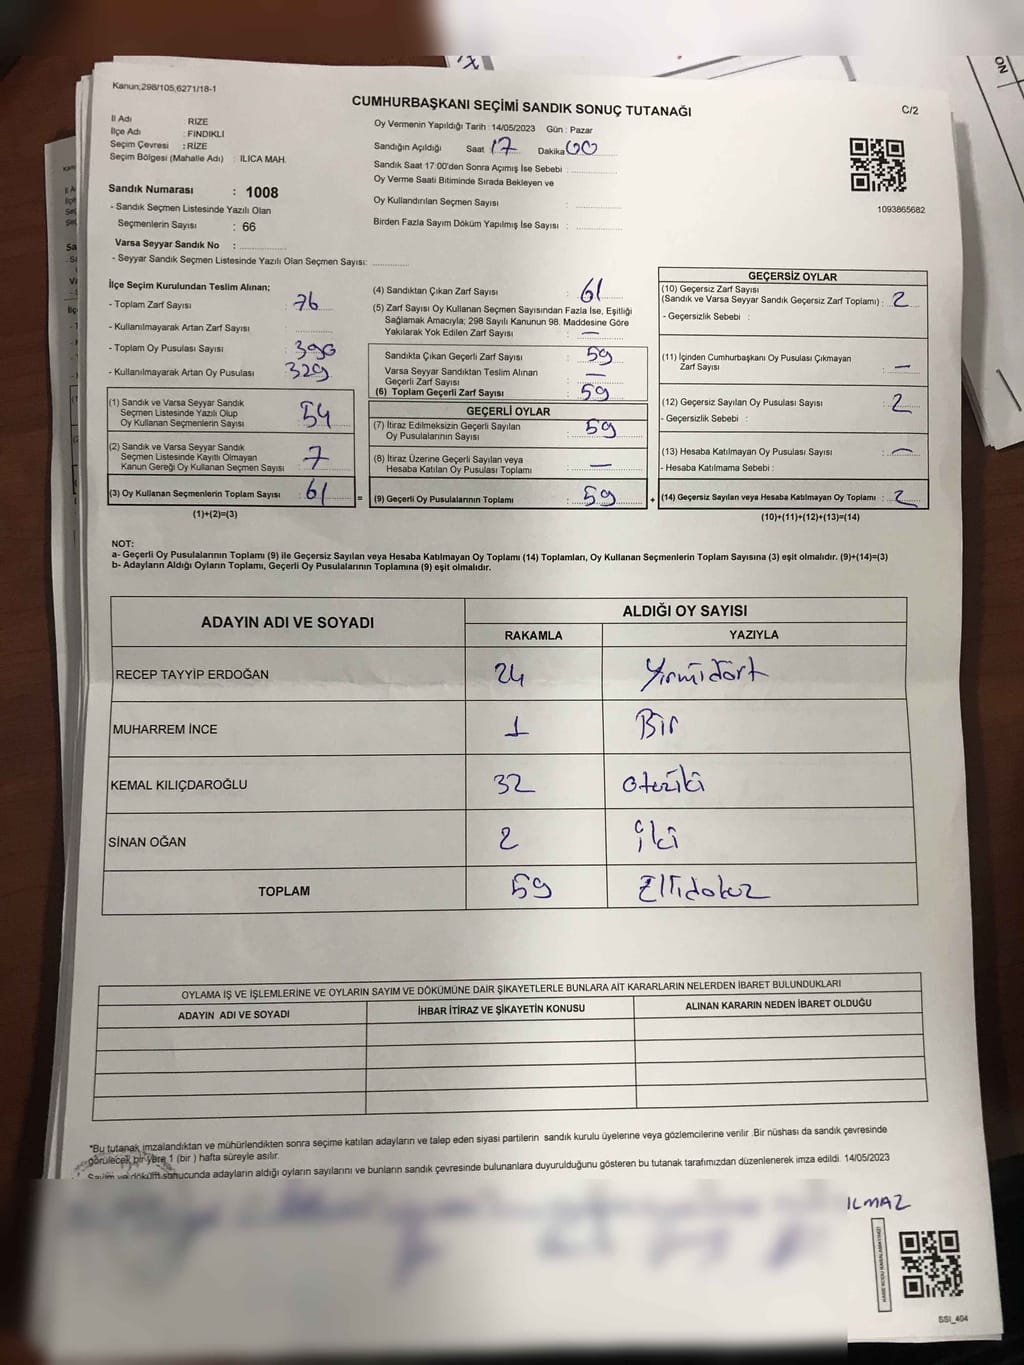 Kanun;298/105,6271/18-1
CUMHURBAŞKANI SEÇİMİ SANDIK SONUÇ TUTANAĞI
C/2
İl Adı : RİZE
İlçe Adı : FINDIKLI
Seçim Çevresi : RİZE
Seçim Bölgesi (Mahalle Adı) : ILICA MAH.
Sandık Numarası : 1008
- Sandık Seçmen Listesinde Yazılı Olan
Seçmenlerin Sayısı : 66
Varsa Seyyar Sandık No :
- Seyyar Sandık Seçmen Listesinde Yazılı Olan Seçmen Sayısı:
Oy Vermenin Yapıldığı Tarih : 14/05/2023 Gün : Pazar
Sandığın Açıldığı Saat 17 Dakika 00
Sandık Saat 17:00'den Sonra Açımış İse Sebebi :
Oy Verme Saati Bitiminde Sırada Bekleyen ve
Oy Kullandırılan Seçmen Sayısı :
Birden Fazla Sayım Döküm Yapılmış İse Sayısı :
1093865682
İlçe Seçim Kurulundan Teslim Alınan;
- Toplam Zarf Sayısı : 76
- Kullanılmayarak Artan Zarf Sayısı :
- Toplam Oy Pusulası Sayısı : 390
- Kullanılmayarak Artan Oy Pusulası : 329
(1) Sandık ve Varsa Seyyar Sandık
Seçmen Listesinde Yazılı Olup
Oy Kullanan Seçmenlerin Sayısı : 54
(2) Sandık ve Varsa Seyyar Sandık
Seçmen Listesinde Kayıtlı Olmayan
Kanun Gereği Oy Kullanan Seçmen Sayısı : 7
(3) Oy Kullanan Seçmenlerin Toplam Sayısı : 61
(1)+(2)=(3)
=
(4) Sandıktan Çıkan Zarf Sayısı : 61
(5) Zarf Sayısı Oy Kullanan Seçmen Sayısından Fazla İse, Eşitliği
Sağlamak Amacıyla; 298 Sayılı Kanunun 98. Maddesine Göre
Yakılarak Yok Edilen Zarf Sayısı : —
Sandıkta Çıkan Geçerli Zarf Sayısı : 59
Varsa Seyyar Sandıktan Teslim Alınan
Geçerli Zarf Sayısı : —
(6) Toplam Geçerli Zarf Sayısı : 59
GEÇERLİ OYLAR
(7) İtiraz Edilmeksizin Geçerli Sayılan
Oy Pusulalarının Sayısı : 59
(8) İtiraz Üzerine Geçerli Sayılan veya
Hesaba Katılan Oy Pusulası Toplamı : —
(9) Geçerli Oy Pusulalarının Toplamı : 59
+
GEÇERSİZ OYLAR
(10) Geçersiz Zarf Sayısı
(Sandık ve Varsa Seyyar Sandık Geçersiz Zarf Toplamı) : 2
- Geçersizlik Sebebi :
(11) İçinden Cumhurbaşkanı Oy Pusulası Çıkmayan
Zarf Sayısı : —
(12) Geçersiz Sayılan Oy Pusulası Sayısı : 2
- Geçersizlik Sebebi :
(13) Hesaba Katılmayan Oy Pusulası Sayısı : —
- Hesaba Katılmama Sebebi :
(14) Geçersiz Sayılan veya Hesaba Katılmayan Oy Toplamı : 2
(10)+(11)+(12)+(13)=(14)
NOT:
a- Geçerli Oy Pusulalarının Toplamı (9) ile Geçersiz Sayılan veya Hesaba Katılmayan Oy Toplamı (14) Toplamları, Oy Kullanan Seçmenlerin Toplam Sayısına (3) eşit olmalıdır. (9)+(14)=(3)
b- Adayların Aldığı Oyların Toplamı, Geçerli Oy Pusulalarının Toplamına (9) eşit olmalıdır.
ADAYIN ADI VE SOYADI ALDIĞI OY SAYISI
RAKAMLA YAZIYLA
RECEP TAYYİP ERDOĞAN 24 Yirmidört
MUHARREM İNCE 1 Bir
KEMAL KILIÇDAROĞLU 32 Otuziki
SİNAN OĞAN 2 İki
TOPLAM 59 Ellidokuz
OYLAMA İŞ VE İŞLEMLERİNE VE OYLARIN SAYIM VE DÖKÜMÜNE DAİR ŞİKAYETLERLE BUNLARA AİT KARARLARIN NELERDEN İBARET BULUNDUKLARI
ADAYIN ADI VE SOYADI İHBAR İTİRAZ VE ŞİKAYETİN KONUSU ALINAN KARARIN NEDEN İBARET OLDUĞU
*Bu tutanak imzalandıktan ve mühürlendikten sonra seçime katılan adayların ve talep eden siyasi partilerin sandık kurulu üyelerine veya gözlemcilerine verilir .Bir nüshası da sandık çevresinde
görülecek bir yere 1 (bir ) hafta süreyle asılır.
Sayım ve döküm sonucunda adayların aldığı oyların sayılarını ve bunların sandık çevresinde bulunanlara duyurulduğunu gösteren bu tutanak tarafımızdan düzenlenerek imza edildi. 14/05/2023
ILMAZ
SSI_404